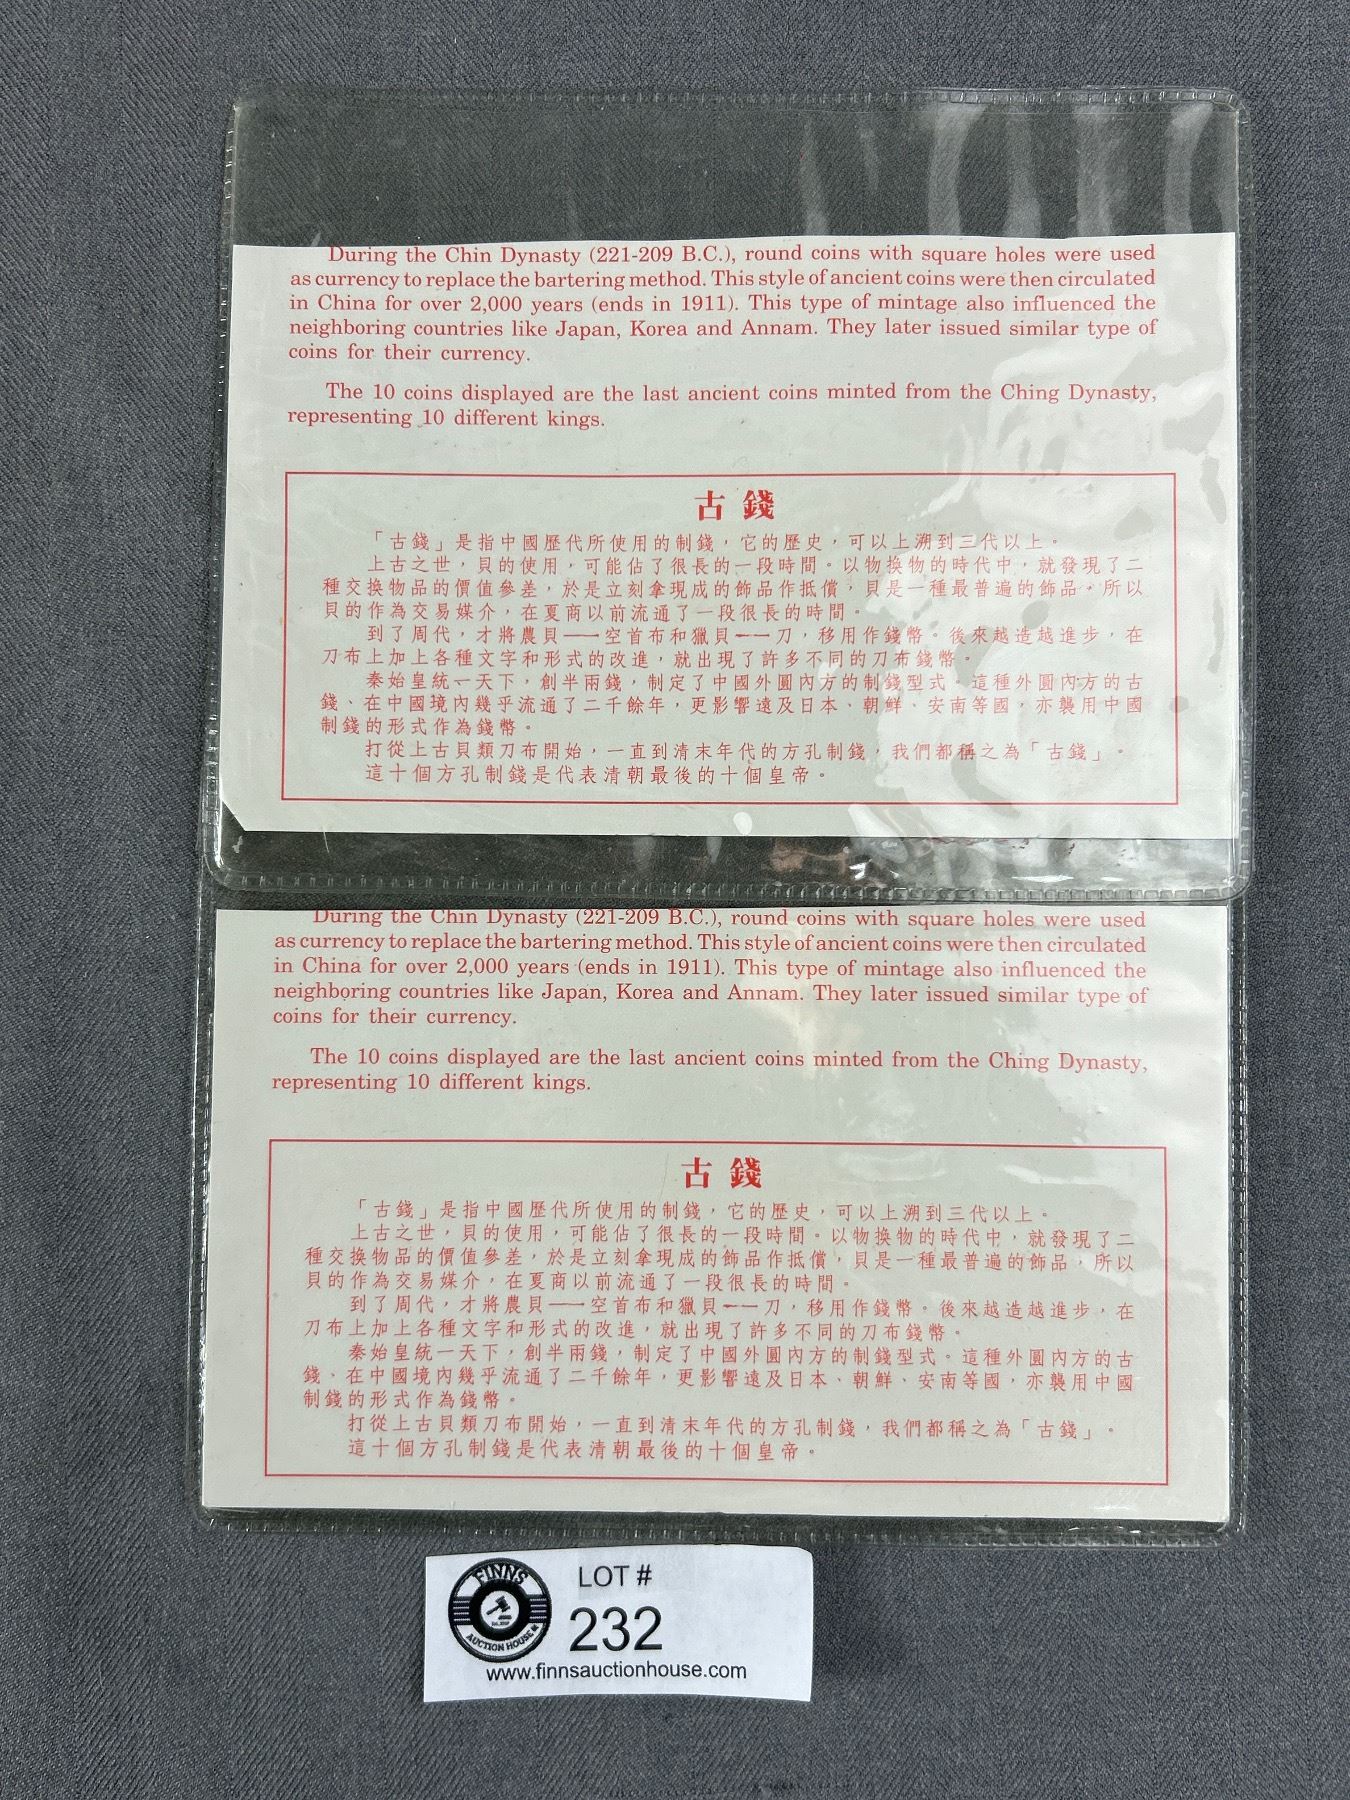 During the Chin Dynasty (221-209 B.C.), round coins with square holes were used
as currency to replace the bartering method. This style of ancient coins were then circulated
in China for over 2,000 years (ends in 1911). This type of mintage also influenced the
neighboring countries like Japan, Korea and Annam. They later issued similar type of
coins for their currency.
The 10 coins displayed are the last ancient coins minted from the Ching Dynasty,
representing 10 different kings.
古錢
「古錢」是指中國歷代所使用的制錢，它的歷史，可以上溯到三代以上。
上古之世，貝的使用，可能佔了很長的一段時間。以物換物的時代中，就發現了二
種交換物品的價值參差，於是立刻拿現成的飾品作抵償，貝是一種最普遍的飾品，所以
貝的作為交易媒介，在夏商以前流通了一段很長的時間。
到了周代，才將農貝——空首布和獵貝——刀，移用作錢幣。後來越造越進步，在
刀布上加上各種文字和形式的改進，就出現了許多不同的刀布錢幣。
秦始皇統一天下，創半兩錢，制定了中國外圓內方的制錢型式。這種外圓內方的古
錢、在中國境內幾乎流通了二千餘年，更影響遠及日本、朝鮮、安南等國，亦襲用中國
制錢的形式作為錢幣。
打從上古貝類刀布開始，一直到清末年代的方孔制錢，我們都稱之為「古錢」。
這十個方孔制錢是代表清朝最後的十個皇帝。
During the Chin Dynasty (221-209 B.C.), round coins with square holes were used
as currency to replace the bartering method. This style of ancient coins were then circulated
in China for over 2,000 years (ends in 1911). This type of mintage also influenced the
neighboring countries like Japan, Korea and Annam. They later issued similar type of
coins for their currency.
The 10 coins displayed are the last ancient coins minted from the Ching Dynasty,
representing 10 different kings.
古錢
「古錢」是指中國歷代所使用的制錢，它的歷史，可以上溯到三代以上。
上古之世，貝的使用，可能佔了很長的一段時間。以物換物的時代中，就發現了二
種交換物品的價值參差，於是立刻拿現成的飾品作抵償，貝是一種最普遍的飾品，所以
貝的作為交易媒介，在夏商以前流通了一段很長的時間。
到了周代，才將農貝——空首布和獵貝——刀，移用作錢幣。後來越造越進步，在
刀布上加上各種文字和形式的改進，就出現了許多不同的刀布錢幣。
秦始皇統一天下，創半兩錢，制定了中國外圓內方的制錢型式。這種外圓內方的古
錢、在中國境內幾乎流通了二千餘年，更影響遠及日本、朝鮮、安南等國，亦襲用中國
制錢的形式作為錢幣。
打從上古貝類刀布開始，一直到清末年代的方孔制錢，我們都稱之為「古錢」。
這十個方孔制錢是代表清朝最後的十個皇帝。
FINNS
AUCTION HOUSE
LOT #
232
www.finnsauctionhouse.com